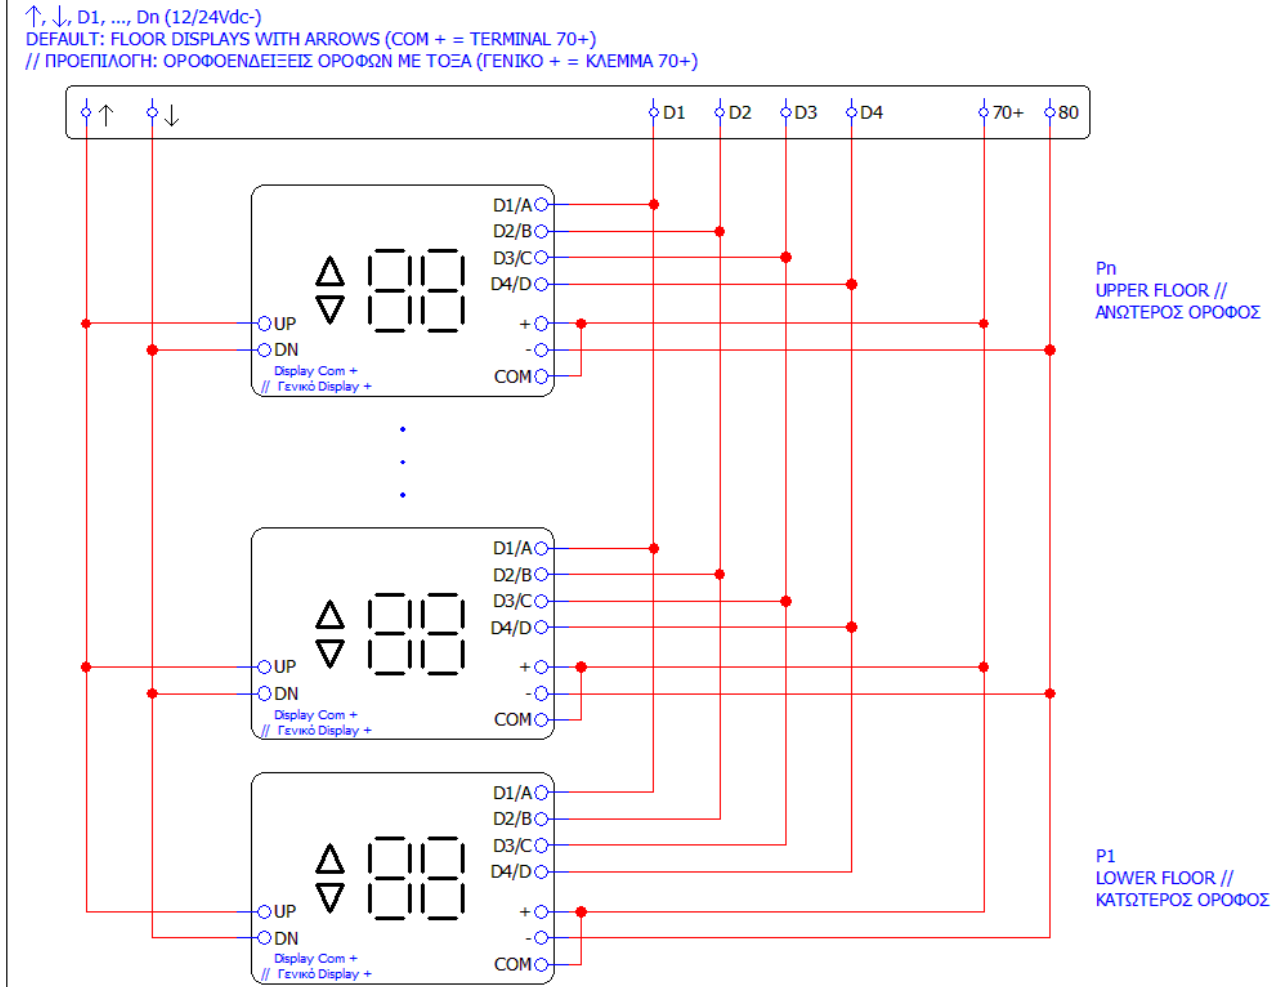 ↑, ↓, D1, ..., Dn (12/24Vdc-)
DEFAULT: FLOOR DISPLAYS WITH ARROWS (COM + = TERMINAL 70+)
// ΠΡΟΕΠΙΛΟΓΗ: ΟΡΟΦΟΕΝΔΕΙΞΕΙΣ ΟΡΟΦΩΝ ΜΕ ΤΟΞΑ (ΓΕΝΙΚΟ + = ΚΛΕΜΜΑ 70+)
↑ ↓ D1 D2 D3 D4 70+ 80
D1/A
D2/B
D3/C
D4/D
UP +
DN -
Display Com +
// Γενικό Display +
COM
Pn
UPPER FLOOR //
ΑΝΩΤΕΡΟΣ ΟΡΟΦΟΣ
D1/A
D2/B
D3/C
D4/D
UP +
DN -
Display Com +
// Γενικό Display +
COM
D1/A
D2/B
D3/C
D4/D
UP +
DN -
Display Com +
// Γενικό Display +
COM
P1
LOWER FLOOR //
ΚΑΤΩΤΕΡΟΣ ΟΡΟΦΟΣ